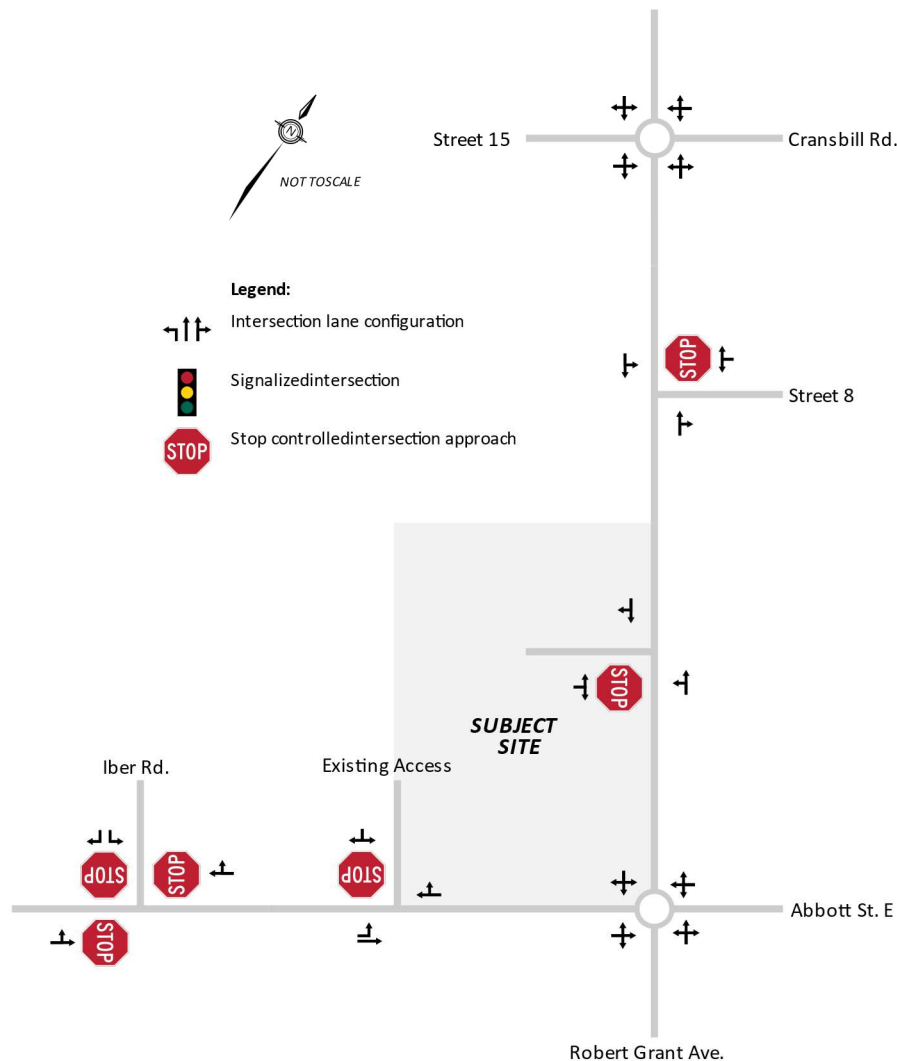 Street 15
Cransbill Rd.
N
NOT TOSCALE
Legend:
Intersection lane configuration
Signalizedintersection
STOP
Stop controlledintersection approach
STOP
Street 8
STOP
SUBJECT
SITE
Iber Rd.
Existing Access
STOP
STOP
STOP
STOP
Abbott St. E
Robert Grant Ave.